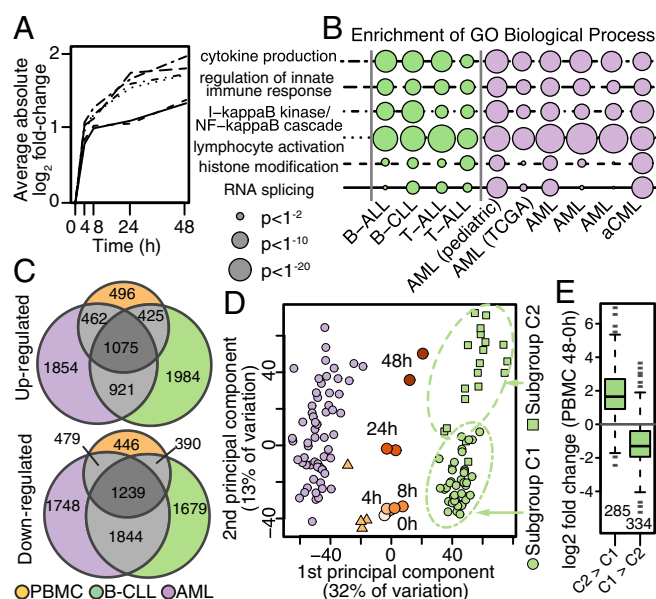 A
Average absolute
log2 fold-change
2
1
0
0
4
8
24
48
Time (h)
B
Enrichment of GO Biological Process
cytokine production
regulation of innate
immune response
I-kappaB kinase/
NF-kappaB cascade
lymphocyte activation
histone modification
RNA splicing
p<1-2
p<1-10
p<1-20
B-ALL
B-CLL
T-ALL
T-ALL
AML (pediatric)
AML (TCGA)
AML
AML
AML
aCML
C
Up-regulated
496
462
425
1075
1854
921
1984
Down-regulated
479
446
390
1239
1748
1679
1844
PBMC
B-CLL
AML
D
2nd principal component
(13% of variation)
40
0
-40
-40
0
40
80
1st principal component
(32% of variation)
48h
24h
4h
8h
0h
Subgroup C2
Subgroup C1
E
log2 fold change (PBMC 48-0h)
6
4
2
0
-2
-4
285
334
C2 > C1
C1 > C2